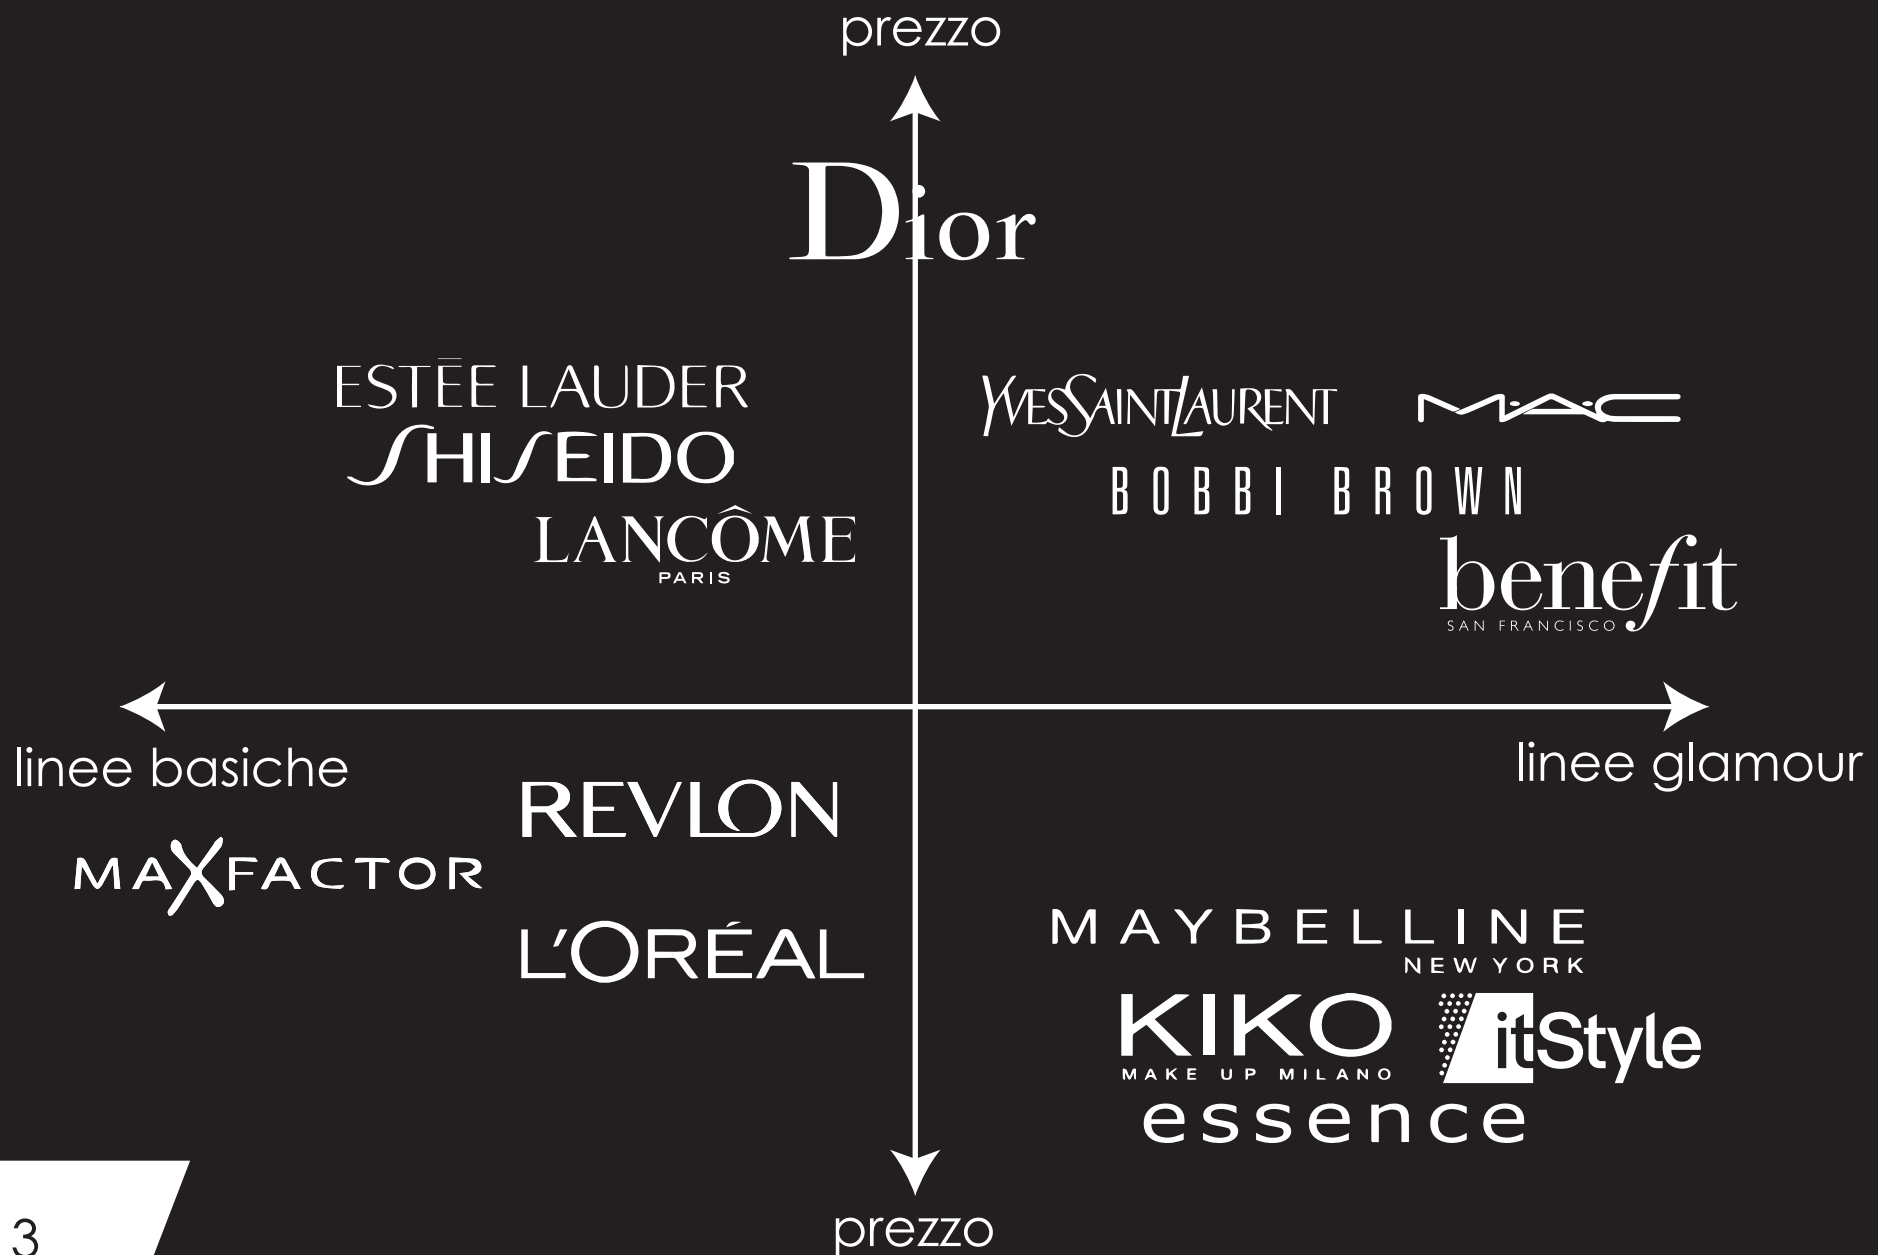 prezzo
Dior
ESTĒE LAUDER
SHISEIDO
LANCÔME
PARIS
YVESSAINTLAURENT
M·A·C
BOBBI BROWN
benefit
SAN FRANCISCO
linee basiche
linee glamour
REVLON
MAXFACTOR
L'ORÉAL
MAYBELLINE
NEW YORK
KIKO
MAKE UP MILANO
itStyle
essence
prezzo
3